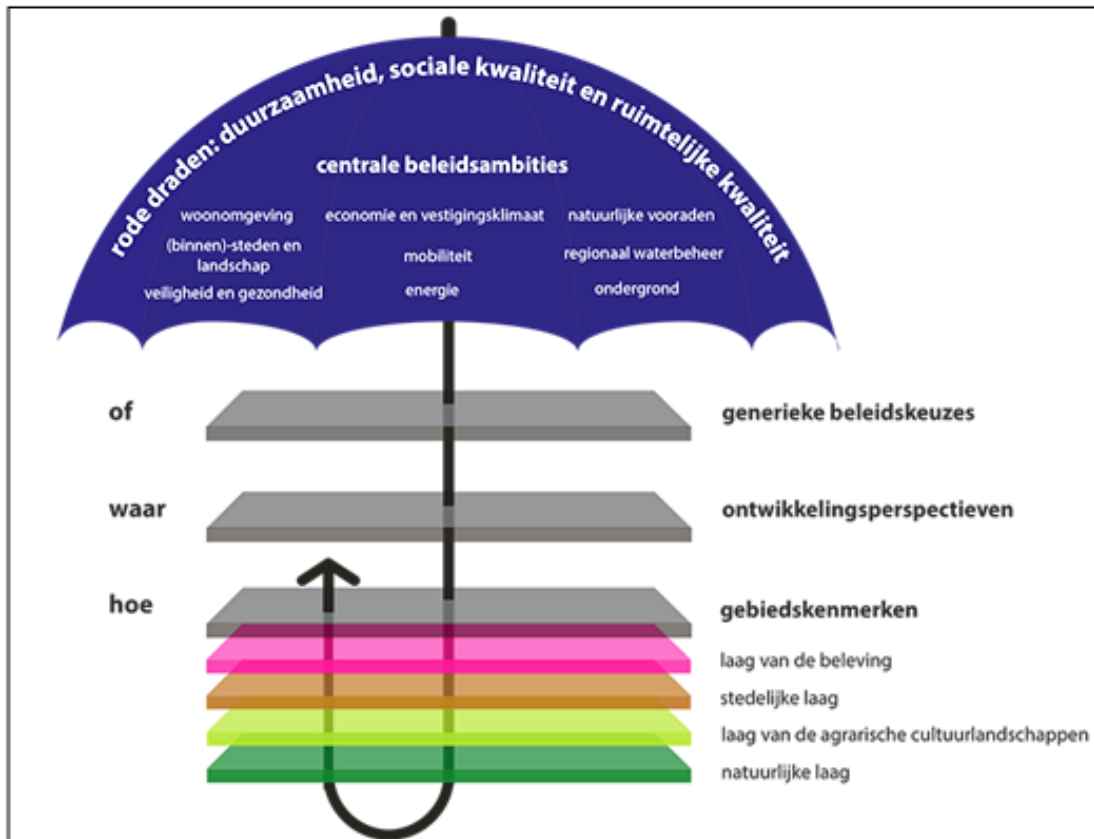 rode draden: duurzaamheid, sociale kwaliteit en ruimtelijke kwaliteit
centrale beleidsambities
woonomgeving
economie en vestigingsklimaat
natuurlijke vooraden
(binnen)-steden en
landschap
mobiliteit
regionaal waterbeheer
veiligheid en gezondheid
energie
ondergrond
of
generieke beleidskeuzes
waar
ontwikkelingsperspectieven
hoe
gebiedskenmerken
laag van de beleving
stedelijke laag
laag van de agrarische cultuurlandschappen
natuurlijke laag